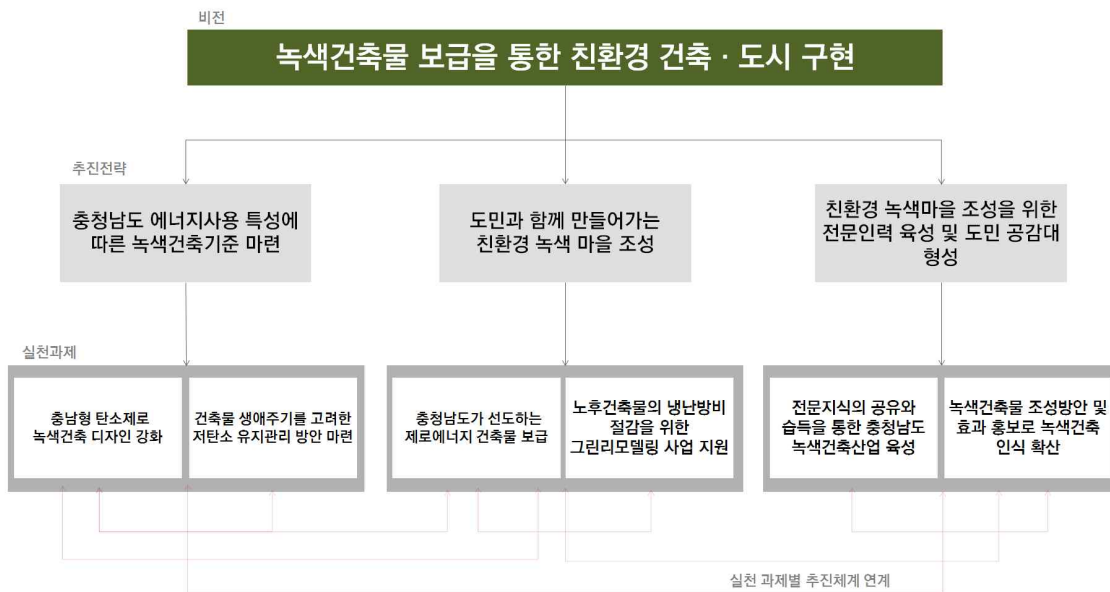 비전
녹색건축물 보급을 통한 친환경 건축 · 도시 구현
추진전략
충청남도 에너지사용 특성에
따른 녹색건축기준 마련
도민과 함께 만들어가는
친환경 녹색 마을 조성
친환경 녹색마을 조성을 위한
전문인력 육성 및 도민 공감대
형성
실천과제
충남형 탄소제로
녹색건축 디자인 강화
건축물 생애주기를 고려한
저탄소 유지관리 방안 마련
충청남도가 선도하는
제로에너지 건축물 보급
노후건축물의 냉난방비
절감을 위한
그린리모델링 사업 지원
전문지식의 공유와
습득을 통한 충청남도
녹색건축산업 육성
녹색건축물 조성방안 및
효과 홍보로 녹색건축
인식 확산
실천 과제별 추진체계 연계